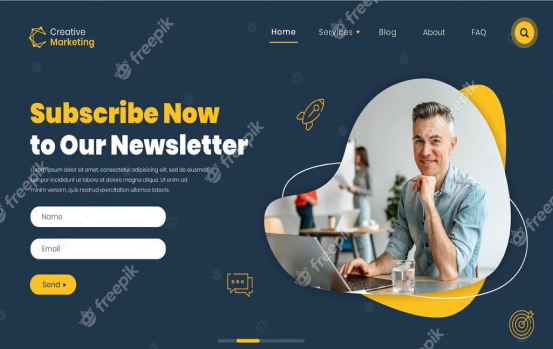 Creative
Marketing
Home
Services
Blog
About
FAQ
Subscribe Now
to Our Newsletter
Lorem ipsum dolor sit amet, consectetur adipisicing elit, sed do eiusmod
tempor incididunt ut labore et dolore magna aliqua. Ut enim ad
minim veniam, quis nostrud exercitation ullamco laboris.
Name
Email
Send
freepik
freepik
freepik
freepik
freepik
freepik
freepik
freepik
freepik